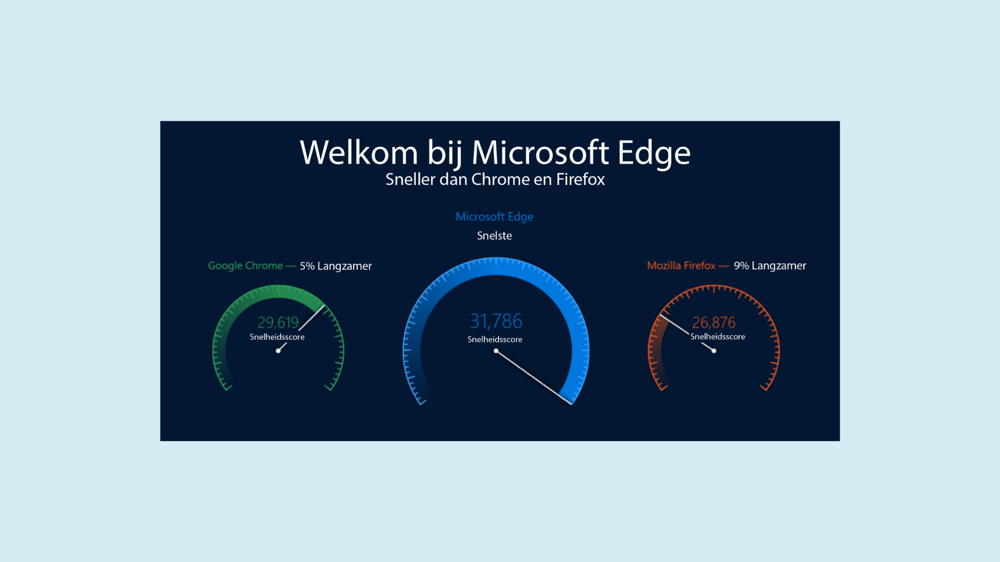 Welkom bij Microsoft Edge
Sneller dan Chrome en Firefox
Microsoft Edge
Snelste
Google Chrome — 5% Langzamer
Mozilla Firefox — 9% Langzamer
29,619
Snelheidsscore
31,786
Snelheidsscore
26,876
Snelheidsscore